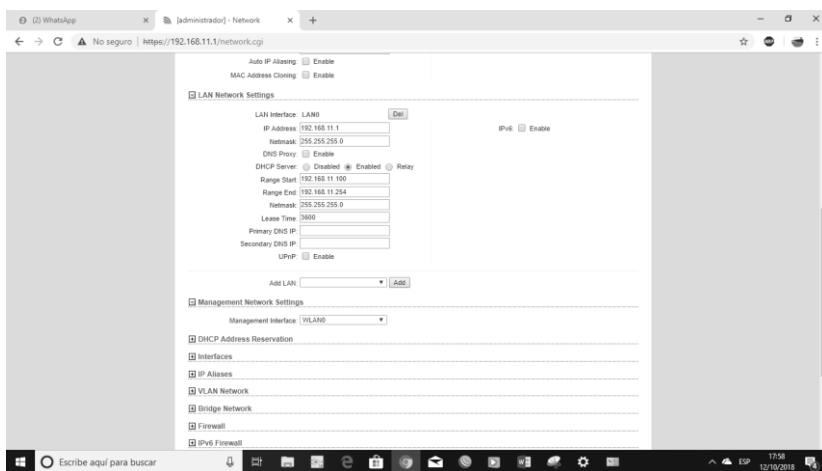 (2) WhatsApp
[administrador] - Network
No seguro | https://192.168.11.1/network.cgi
Auto IP Aliasing: Enable
MAC Address Cloning: Enable
LAN Network Settings
LAN Interface: LAN0 Del
IP Address: 192.168.11.1 IPv6: Enable
Netmask: 255.255.255.0
DNS Proxy: Enable
DHCP Server: Disabled Enabled Relay
Range Start: 192.168.11.100
Range End: 192.168.11.254
Netmask: 255.255.255.0
Lease Time: 3600
Primary DNS IP:
Secondary DNS IP:
UPnP: Enable
Add LAN: Add
Management Network Settings
Management Interface: WLAN0
DHCP Address Reservation
Interfaces
IP Aliases
VLAN Network
Bridge Network
Firewall
IPv6 Firewall
Escribe aquí para buscar
ESP
17:58
12/10/2018